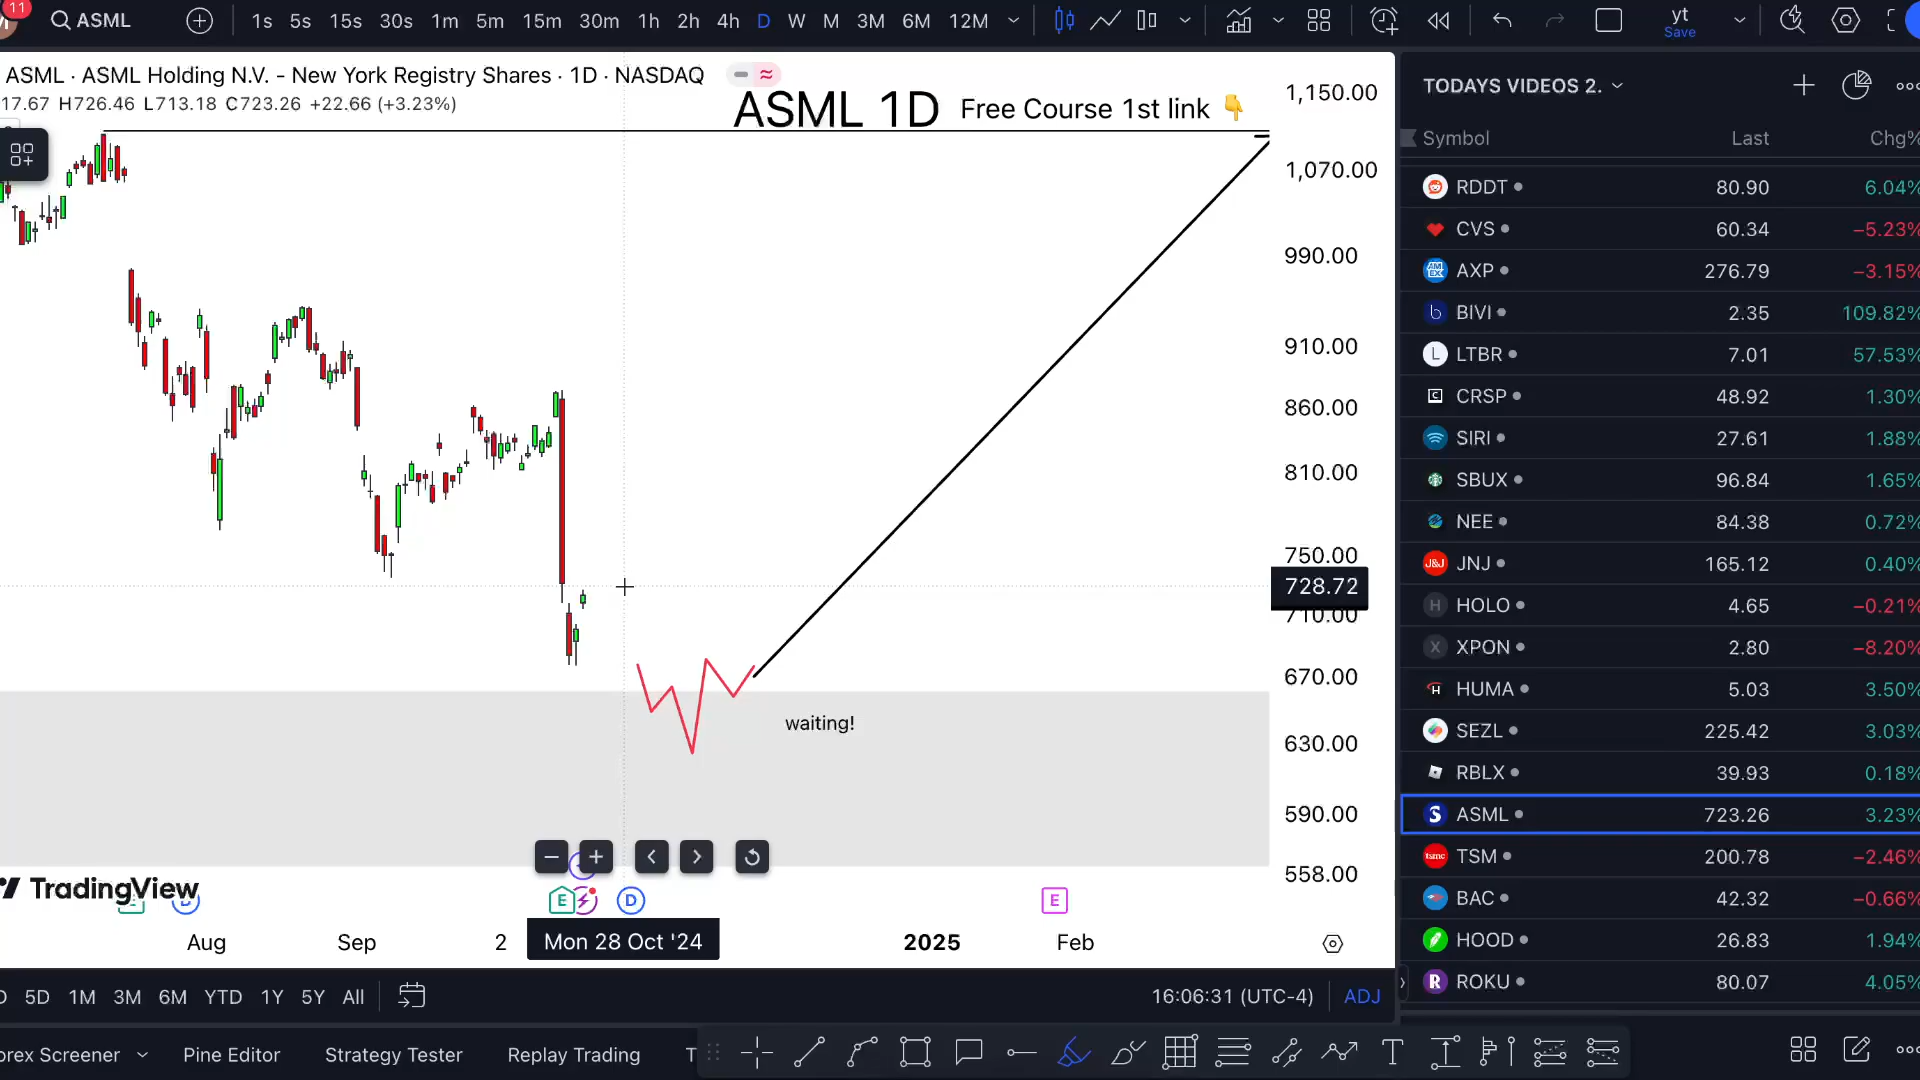 11
ASML
1s 5s 15s 30s 1m 5m 15m 30m 1h 2h 4h D W M 3M 6M 12M
yt
Save
ASML · ASML Holding N.V. - New York Registry Shares · 1D · NASDAQ
17.67 H726.46 L713.18 C723.26 +22.66 (+3.23%)
ASML 1D Free Course 1st link 👇
1,150.00
1,070.00
990.00
910.00
860.00
810.00
750.00
728.72
710.00
670.00
630.00
590.00
558.00
waiting!
TradingView
E D E
Aug Sep 2 Mon 28 Oct '24 2025 Feb
5D 1M 3M 6M YTD 1Y 5Y All
16:06:31 (UTC-4) ADJ
orex Screener Pine Editor Strategy Tester Replay Trading T
TODAYS VIDEOS 2.
Symbol Last Chg%
RDDT 80.90 6.04%
CVS 60.34 −5.23%
AXP 276.79 −3.15%
BIVI 2.35 109.82%
LTBR 7.01 57.53%
CRSP 48.92 1.30%
SIRI 27.61 1.88%
SBUX 96.84 1.65%
NEE 84.38 0.72%
JNJ 165.12 0.40%
HOLO 4.65 −0.21%
XPON 2.80 −8.20%
HUMA 5.03 3.50%
SEZL 225.42 3.03%
RBLX 39.93 0.18%
ASML 723.26 3.23%
TSM 200.78 −2.46%
BAC 42.32 −0.66%
HOOD 26.83 1.94%
ROKU 80.07 4.05%